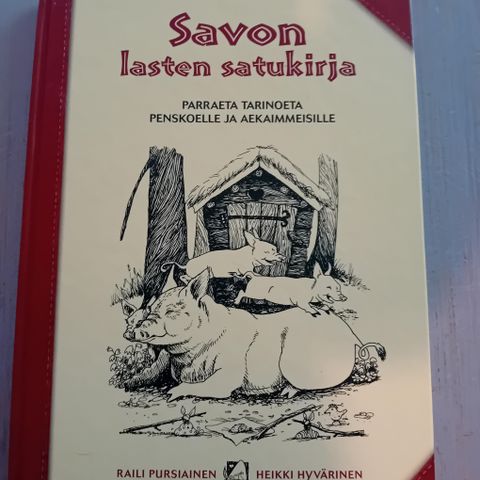 Savon
lasten satukirja
PARRAETA TARINOETA
PENSKOELLE JA AEKAIMMEISILLE
RAILI PURSIAINEN HEIKKI HYVÄRINEN